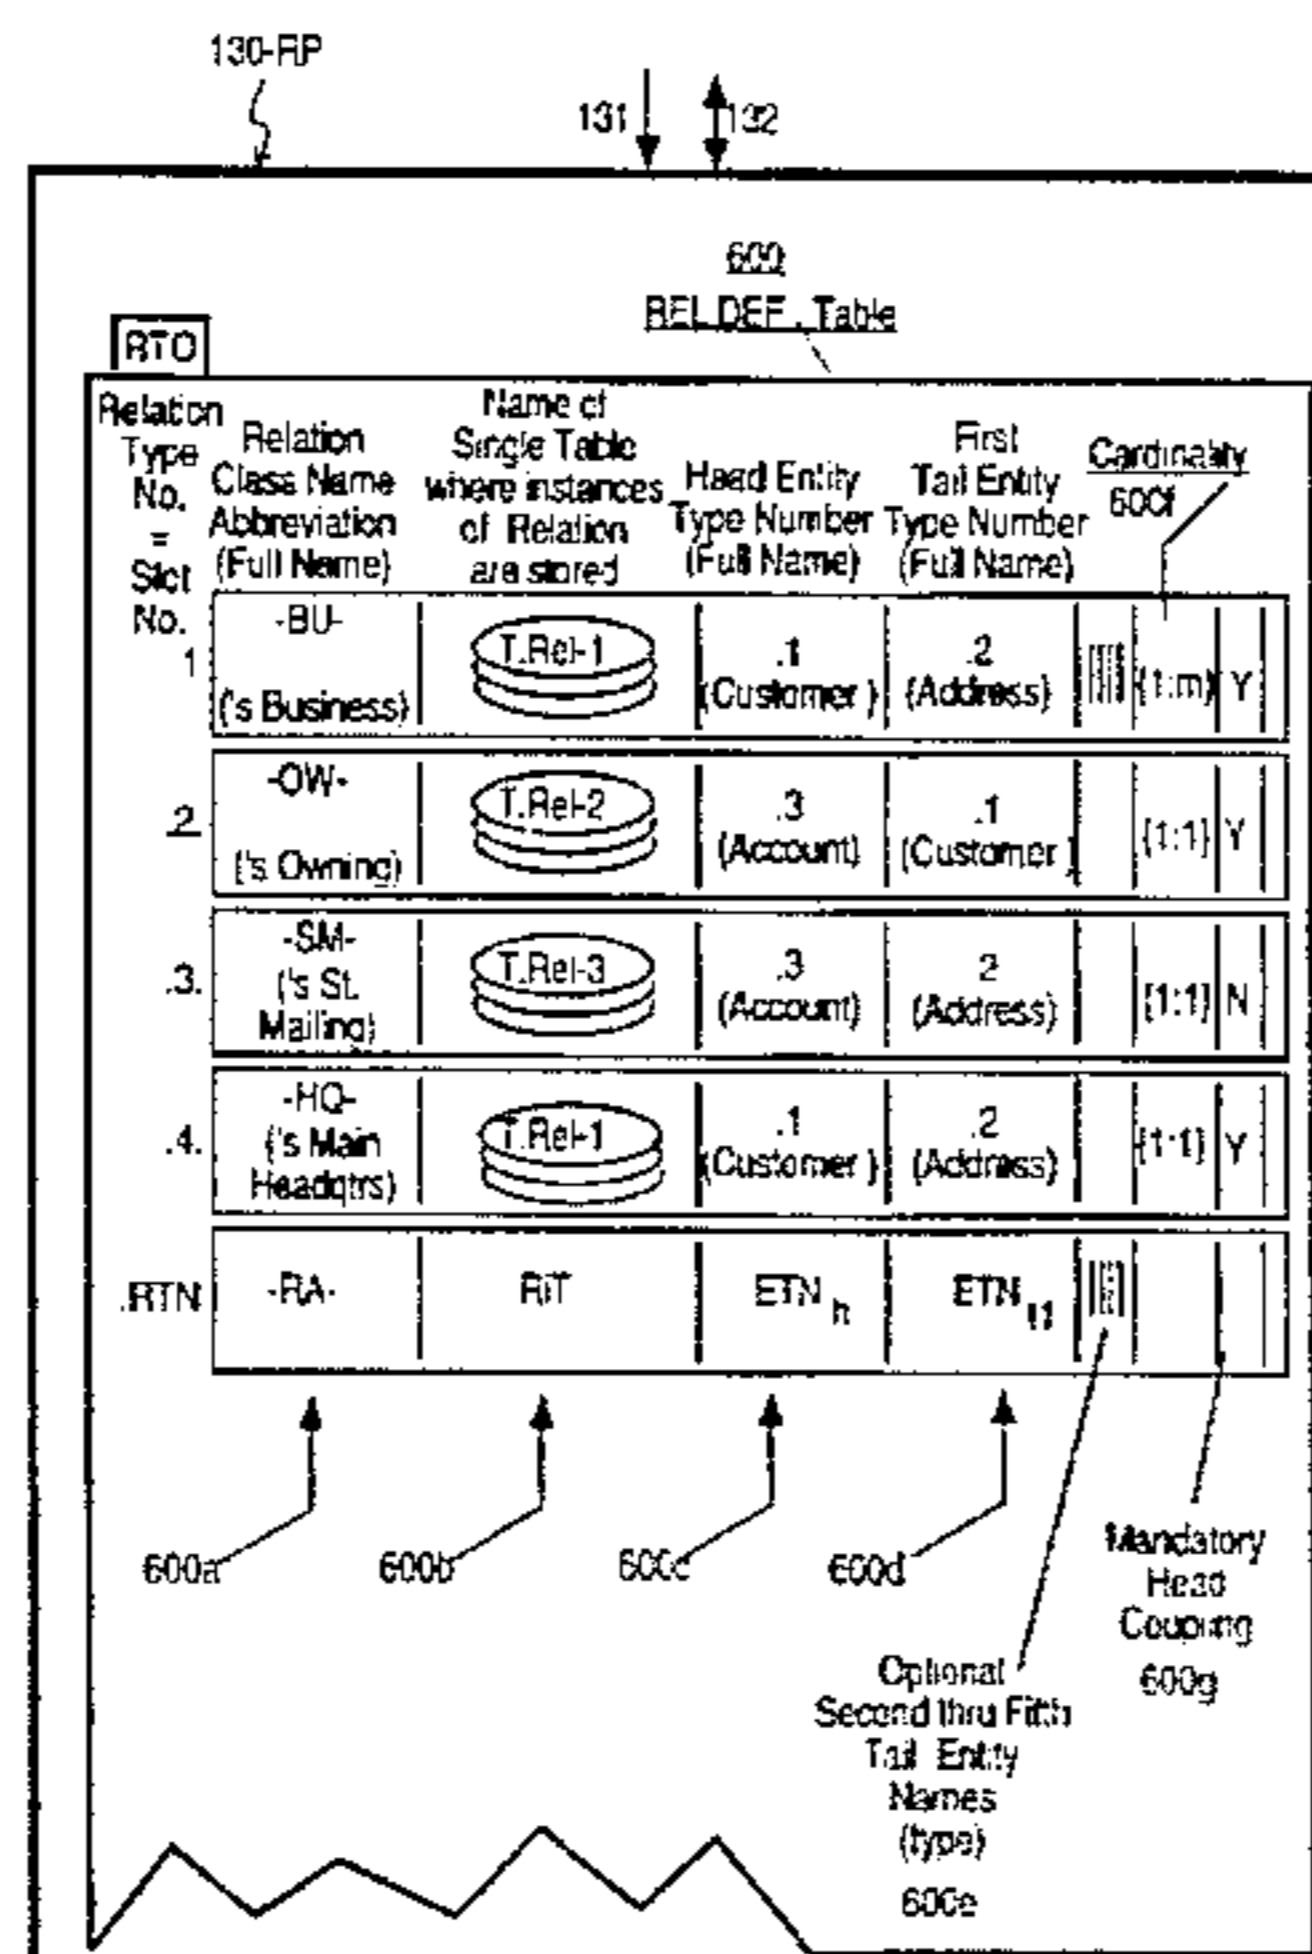 130-RP
131
132
600
REL.DEF. Table
RTO
Relation
Type
No.
=
Slot
No.
Relation
Class Name
Abbreviation
(Full Name)
Name of
Single Table
where instances
of Relation
are stored
Head Entity
Type Number
(Full Name)
First
Tail Entity
Type Number
(Full Name)
Cardinality
600f
1
-BU-
('s Business)
T.Rel-1
.1
(Customer)
.2
(Address)
(1:m)
Y
.2.
-OW-
('s Owning)
T.Rel-2
.3
(Account)
.1
(Customer)
{1:1}
Y
.3.
-SM-
('s St.
Mailing)
T.Rel-3
.3
(Account)
2
(Address)
{1:1}
N
.4.
-HQ-
('s Main
Headqtrs)
T.Rel-1
.1
(Customer)
.2
(Address)
{1:1}
Y
.RTN
-RA-
RiT
ETN h
ETN t1
600a
600b
600c
600d
Mandatory
Head
Coupling
600g
Optional
Second thru Fifth
Tail Entity
Names
(type)
600e